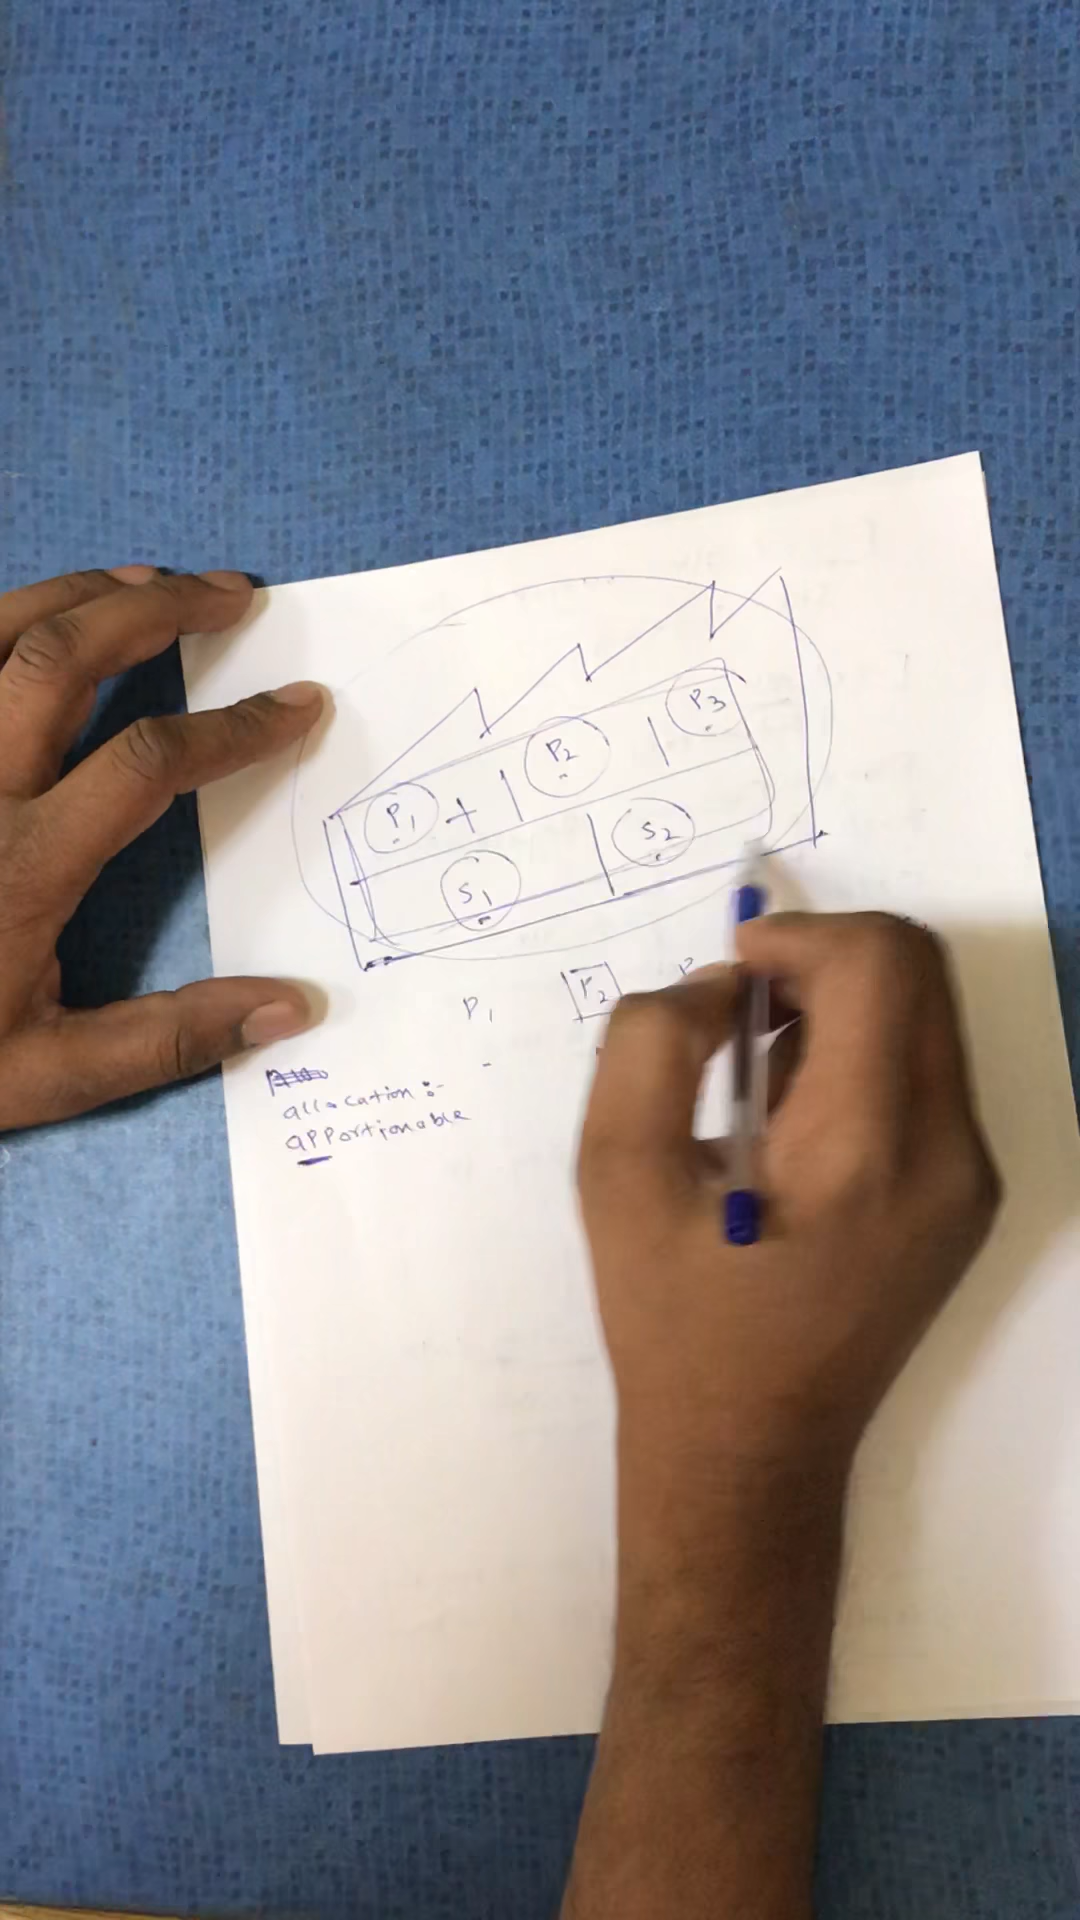 P1 + P2 P3
S1 S2
P1 P2 P
allocation :-
apportionable